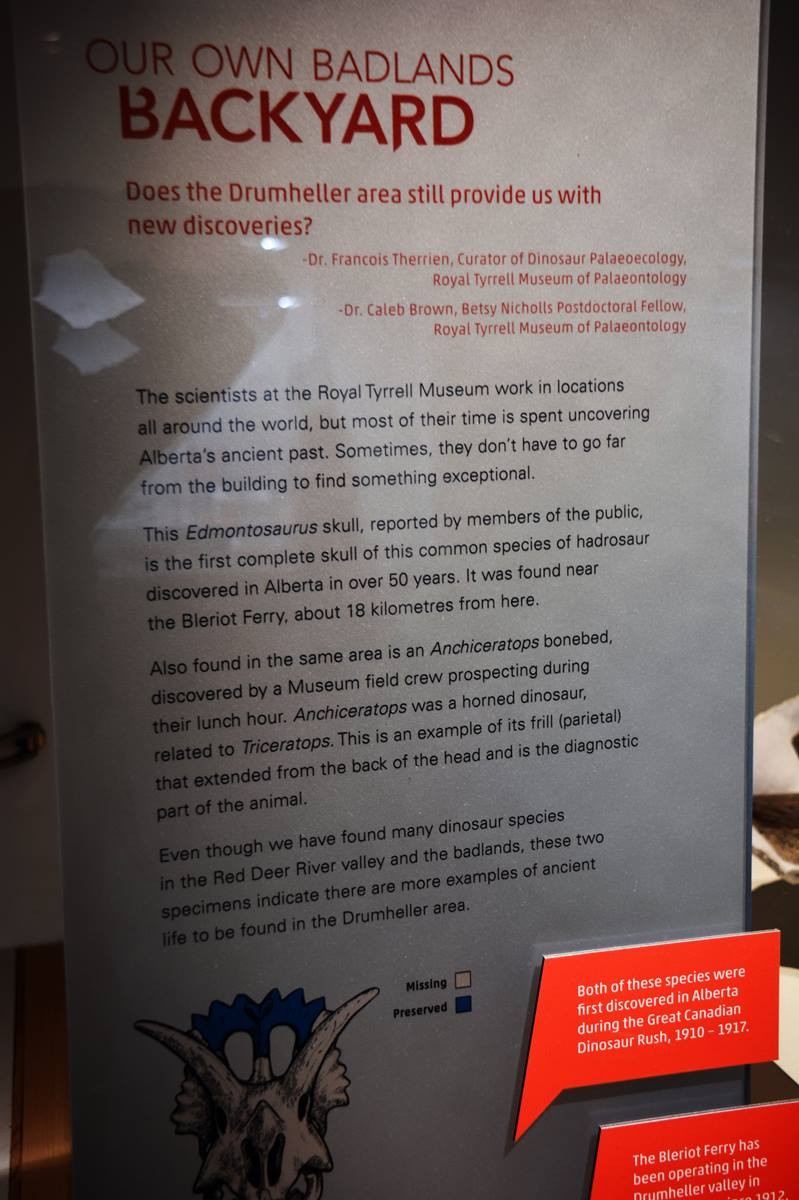 OUR OWN BADLANDS
BACKYARD
Does the Drumheller area still provide us with
new discoveries?
-Dr. Francois Therrien, Curator of Dinosaur Palaeoecology,
Royal Tyrrell Museum of Palaeontology
-Dr. Caleb Brown, Betsy Nicholls Postdoctoral Fellow,
Royal Tyrrell Museum of Palaeontology
The scientists at the Royal Tyrrell Museum work in locations
all around the world, but most of their time is spent uncovering
Alberta's ancient past. Sometimes, they don't have to go far
from the building to find something exceptional.
This Edmontosaurus skull, reported by members of the public,
is the first complete skull of this common species of hadrosaur
discovered in Alberta in over 50 years. It was found near
the Bleriot Ferry, about 18 kilometres from here.
Also found in the same area is an Anchiceratops bonebed,
discovered by a Museum field crew prospecting during
their lunch hour. Anchiceratops was a horned dinosaur,
related to Triceratops. This is an example of its frill (parietal)
that extended from the back of the head and is the diagnostic
part of the animal.
Even though we have found many dinosaur species
in the Red Deer River valley and the badlands, these two
specimens indicate there are more examples of ancient
life to be found in the Drumheller area.
Missing
Preserved
Both of these species were
first discovered in Alberta
during the Great Canadian
Dinosaur Rush, 1910 – 1917.
The Bleriot Ferry has
been operating in the
Drumheller valley in
1912.